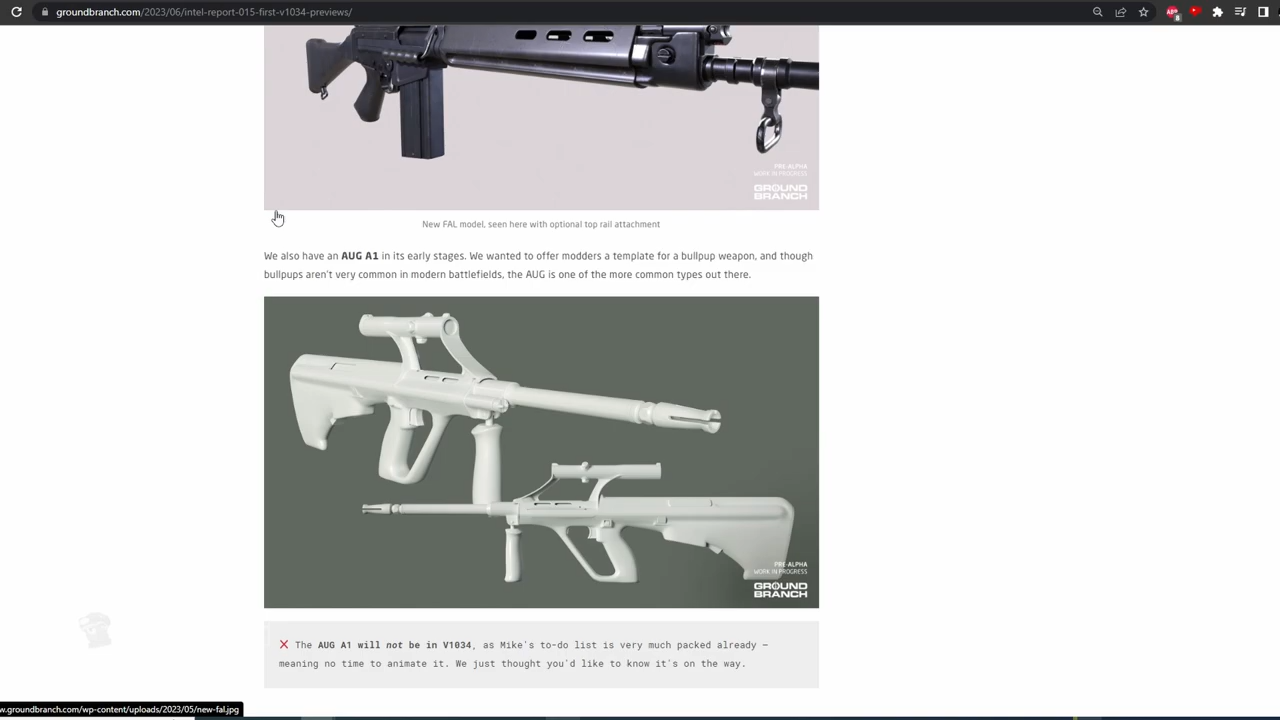 groundbranch.com/2023/06/intel-report-015-first-v1034-previews/
8
PRE-ALPHA
WORK IN PROGRESS
GROUND
BRANCH
New FAL model, seen here with optional top rail attachment
We also have an AUG A1 in its early stages. We wanted to offer modders a template for a bullpup weapon, and though
bullpups aren't very common in modern battlefields, the AUG is one of the more common types out there.
PRE-ALPHA
WORK IN PROGRESS
GROUND
BRANCH
The AUG A1 will not be in V1034, as Mike's to-do list is very much packed already —
meaning no time to animate it. We just thought you'd like to know it's on the way.
w.groundbranch.com/wp-content/uploads/2023/05/new-fal.jpg